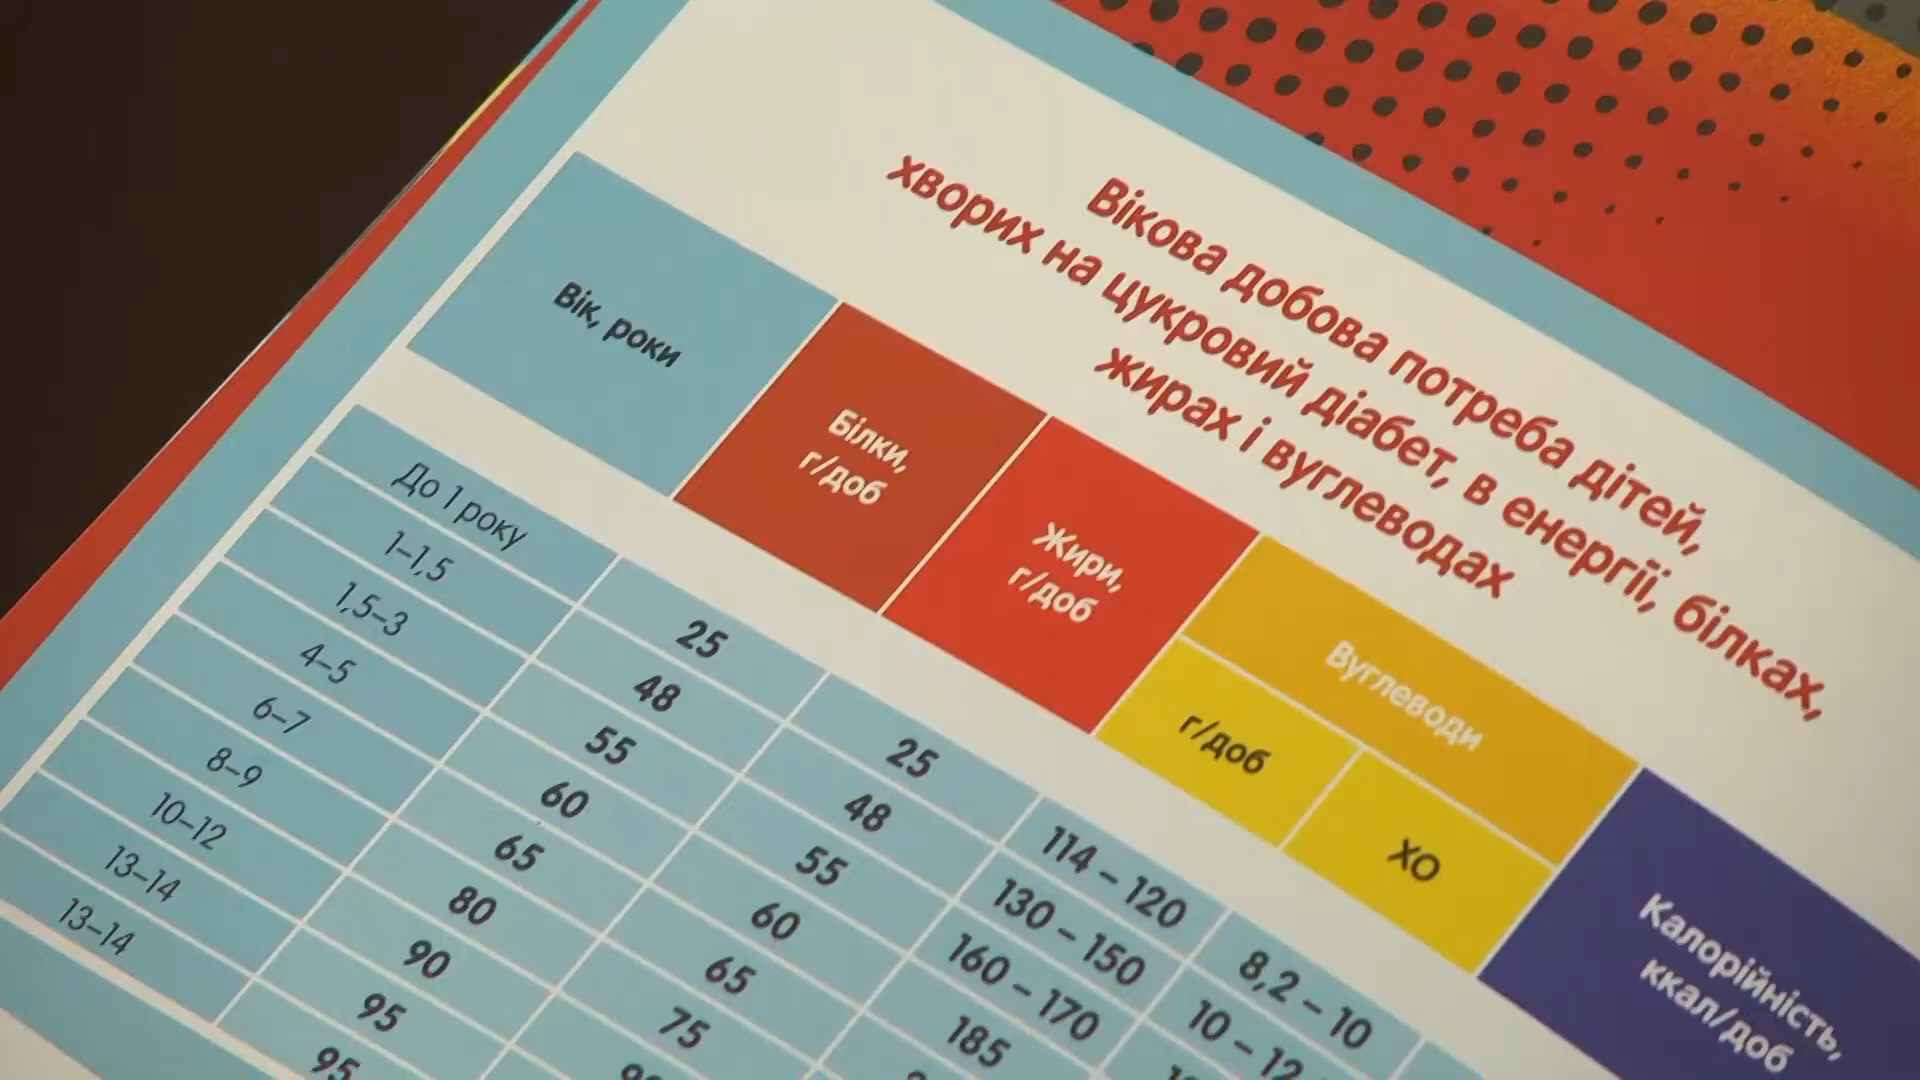 Вікова добова потреба дітей,
хворих на цукровий діабет, в енергії, білках,
жирах і вуглеводах
Вік, роки
Білки,
г/доб
Жири,
г/доб
Вуглеводи
г/доб
ХО
Калорійність,
ккал/доб
До 1 року 25 25 114 – 120 8,2 – 10
1–1,5 48 48 130 – 150 10 – 12
1,5–3 55 55 160 – 170
4–5 60 60 185
6–7 65 65
8–9 80 75
10–12 90
13–14 95
13–14 95